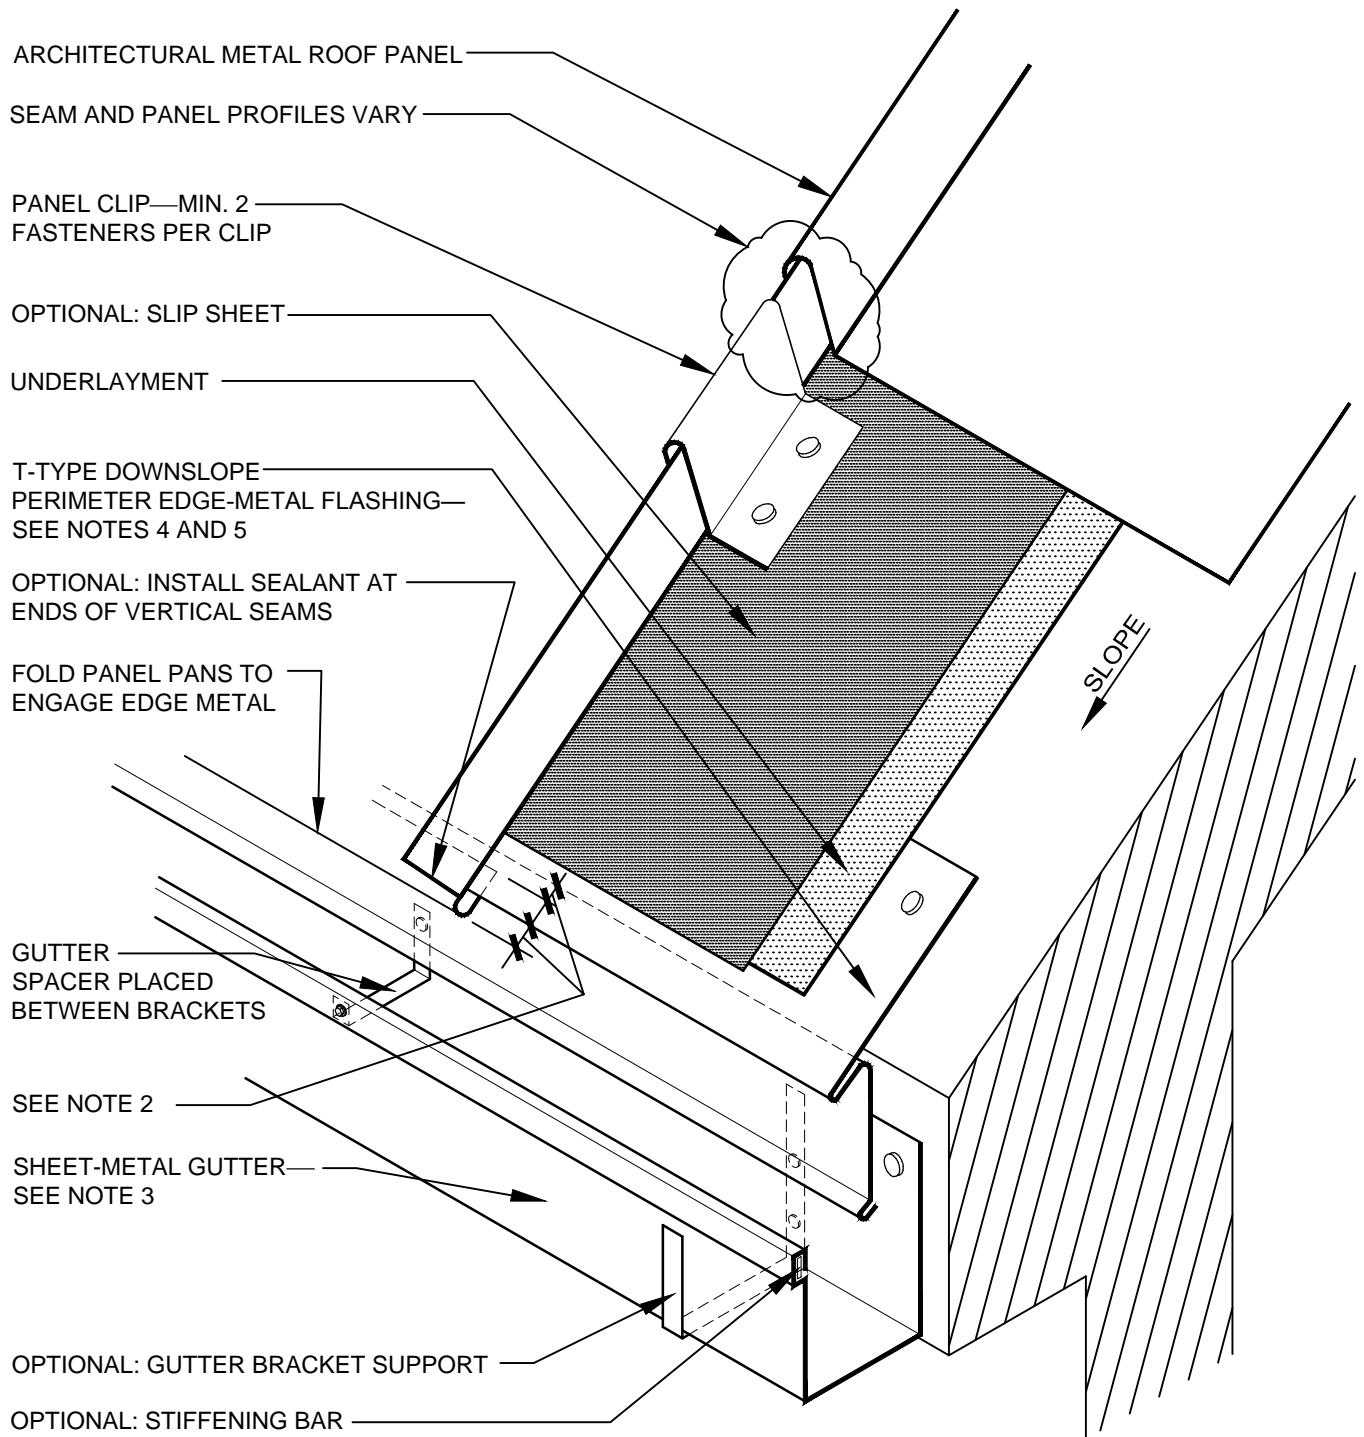 ARCHITECTURAL METAL ROOF PANEL
SEAM AND PANEL PROFILES VARY
PANEL CLIP—MIN. 2
FASTENERS PER CLIP
OPTIONAL: SLIP SHEET
UNDERLAYMENT
T-TYPE DOWNSLOPE
PERIMETER EDGE-METAL FLASHING—
SEE NOTES 4 AND 5
OPTIONAL: INSTALL SEALANT AT
ENDS OF VERTICAL SEAMS
FOLD PANEL PANS TO
ENGAGE EDGE METAL
SLOPE
GUTTER
SPACER PLACED
BETWEEN BRACKETS
SEE NOTE 2
SHEET-METAL GUTTER—
SEE NOTE 3
OPTIONAL: GUTTER BRACKET SUPPORT
OPTIONAL: STIFFENING BAR